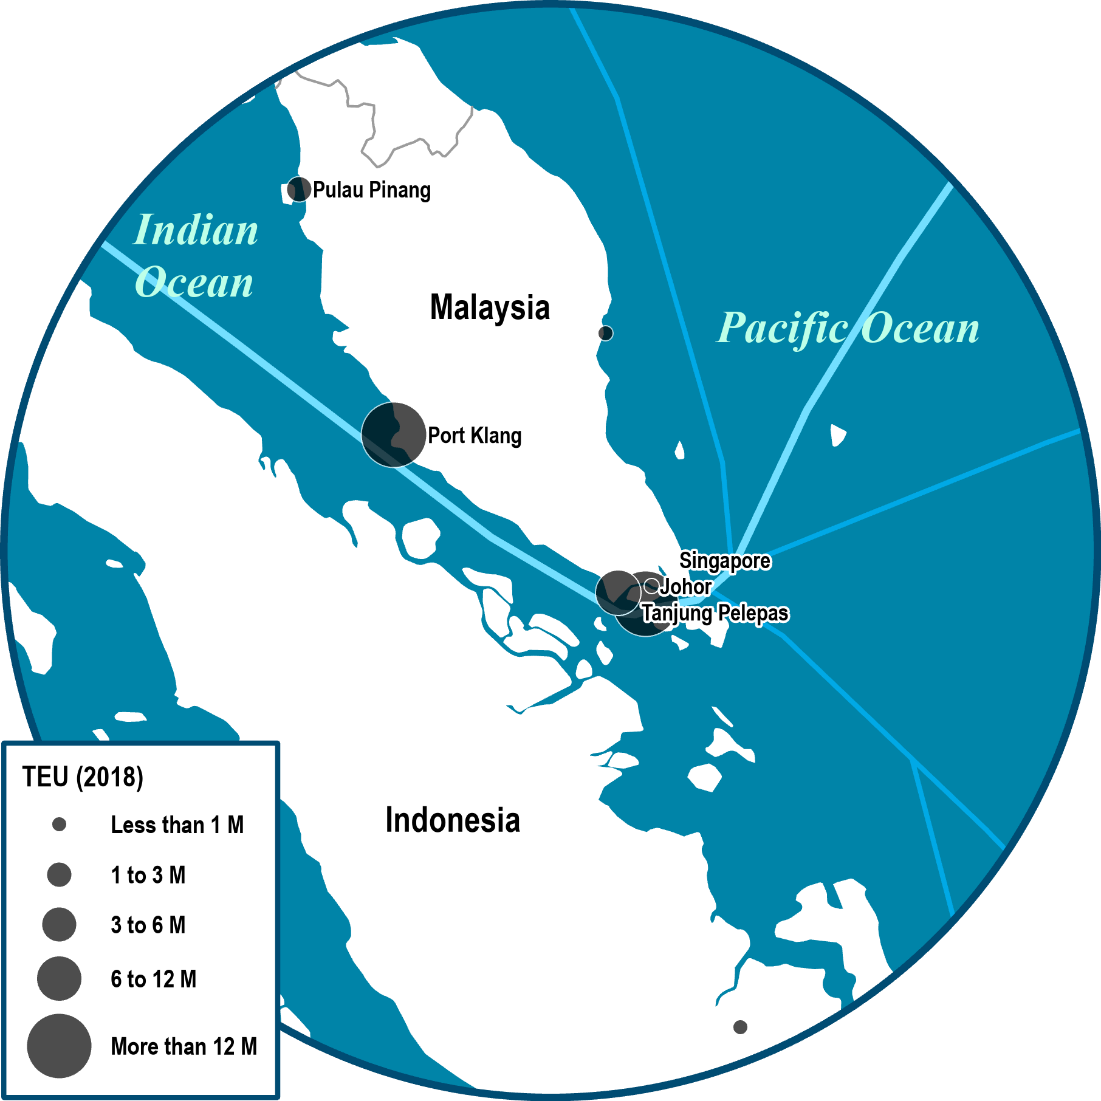 Pulau Pinang
Indian
Ocean
Malaysia
Pacific Ocean
Port Klang
Singapore
Johor
Tanjung Pelepas
Indonesia
TEU (2018)
Less than 1 M
1 to 3 M
3 to 6 M
6 to 12 M
More than 12 M